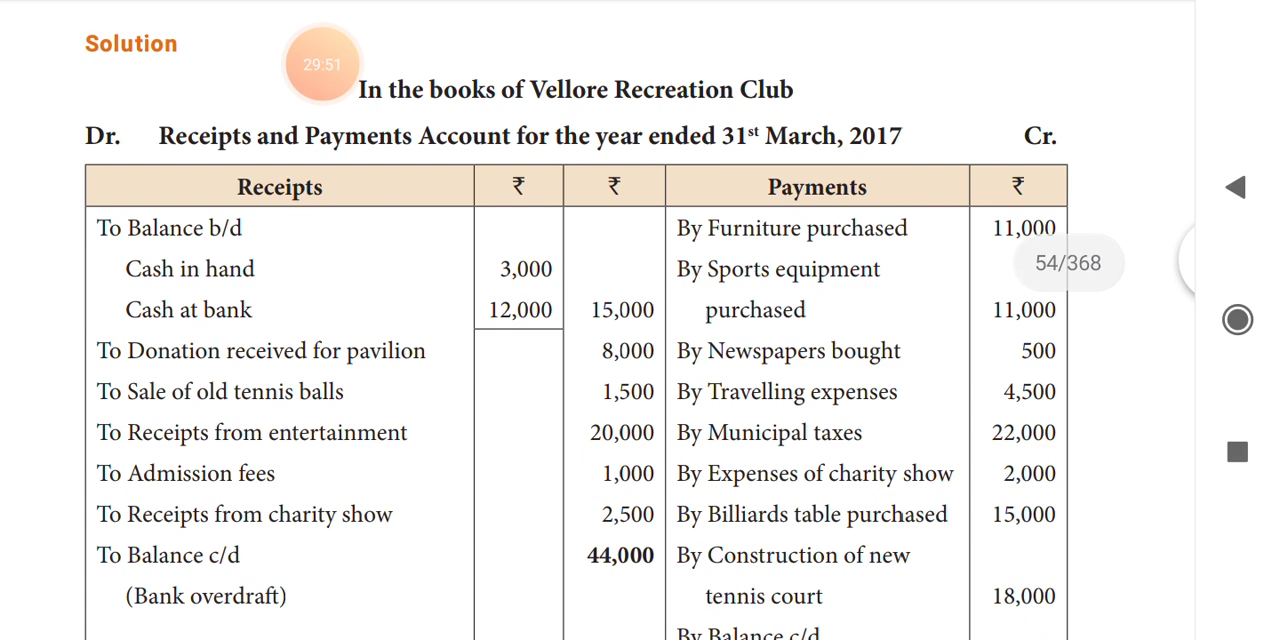 Solution
29:51
In the books of Vellore Recreation Club
Dr. Receipts and Payments Account for the year ended 31st March, 2017 Cr.
Receipts ₹ ₹ Payments ₹
To Balance b/d By Furniture purchased 11,000
54/368
Cash in hand 3,000 By Sports equipment
Cash at bank 12,000 15,000 purchased 11,000
To Donation received for pavilion 8,000 By Newspapers bought 500
To Sale of old tennis balls 1,500 By Travelling expenses 4,500
To Receipts from entertainment 20,000 By Municipal taxes 22,000
To Admission fees 1,000 By Expenses of charity show 2,000
To Receipts from charity show 2,500 By Billiards table purchased 15,000
To Balance c/d 44,000 By Construction of new
(Bank overdraft) tennis court 18,000
By Balance c/d